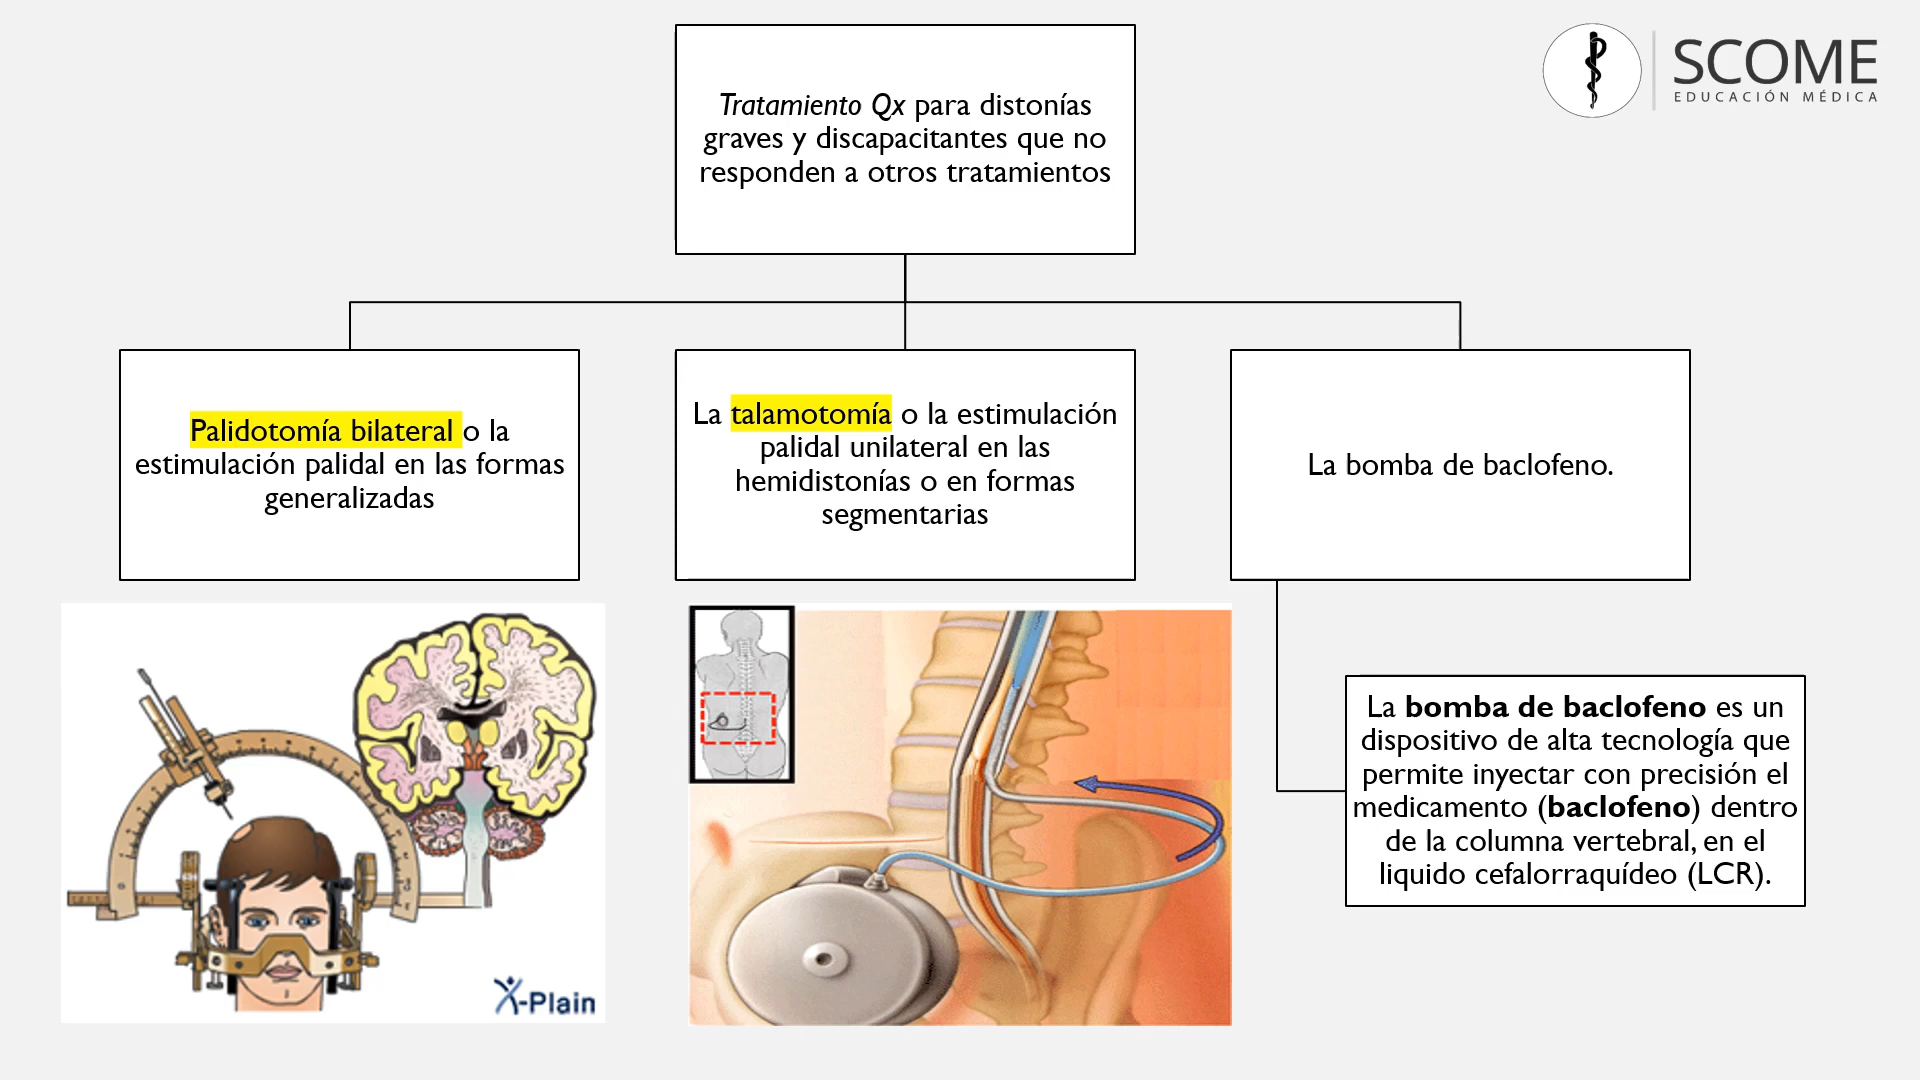 SCOME
EDUCACIÓN MÉDICA
Tratamiento Qx para distonías
graves y discapacitantes que no
responden a otros tratamientos
Palidotomía bilateral o la
estimulación palidal en las formas
generalizadas
La talamotomía o la estimulación
palidal unilateral en las
hemidistonías o en formas
segmentarias
La bomba de baclofeno.
La bomba de baclofeno es un
dispositivo de alta tecnología que
permite inyectar con precisión el
medicamento (baclofeno) dentro
de la columna vertebral, en el
liquido cefalorraquídeo (LCR).
X-Plain